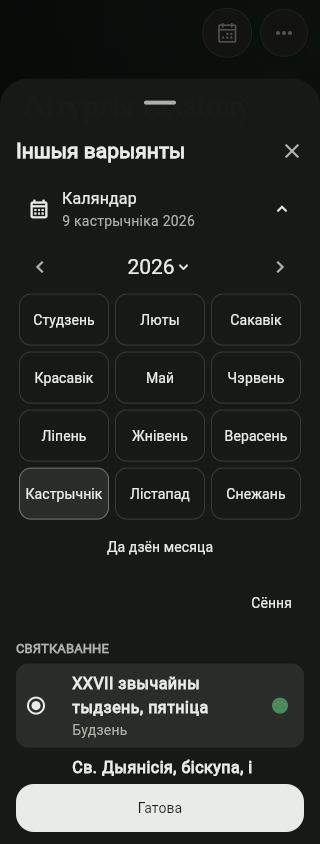 Іншыя варыянты
Каляндар
9 кастрычніка 2026
2026
Студзень
Люты
Сакавік
Красавік
Май
Чэрвень
Ліпень
Жнівень
Верасень
Кастрычнік
Лістапад
Снежань
Да дзён месяца
Сёння
СВЯТКАВАННЕ
XXVII звычайны
тыдзень, пятніца
Будзень
Св. Дыянісія, біскупа, і
Гатова